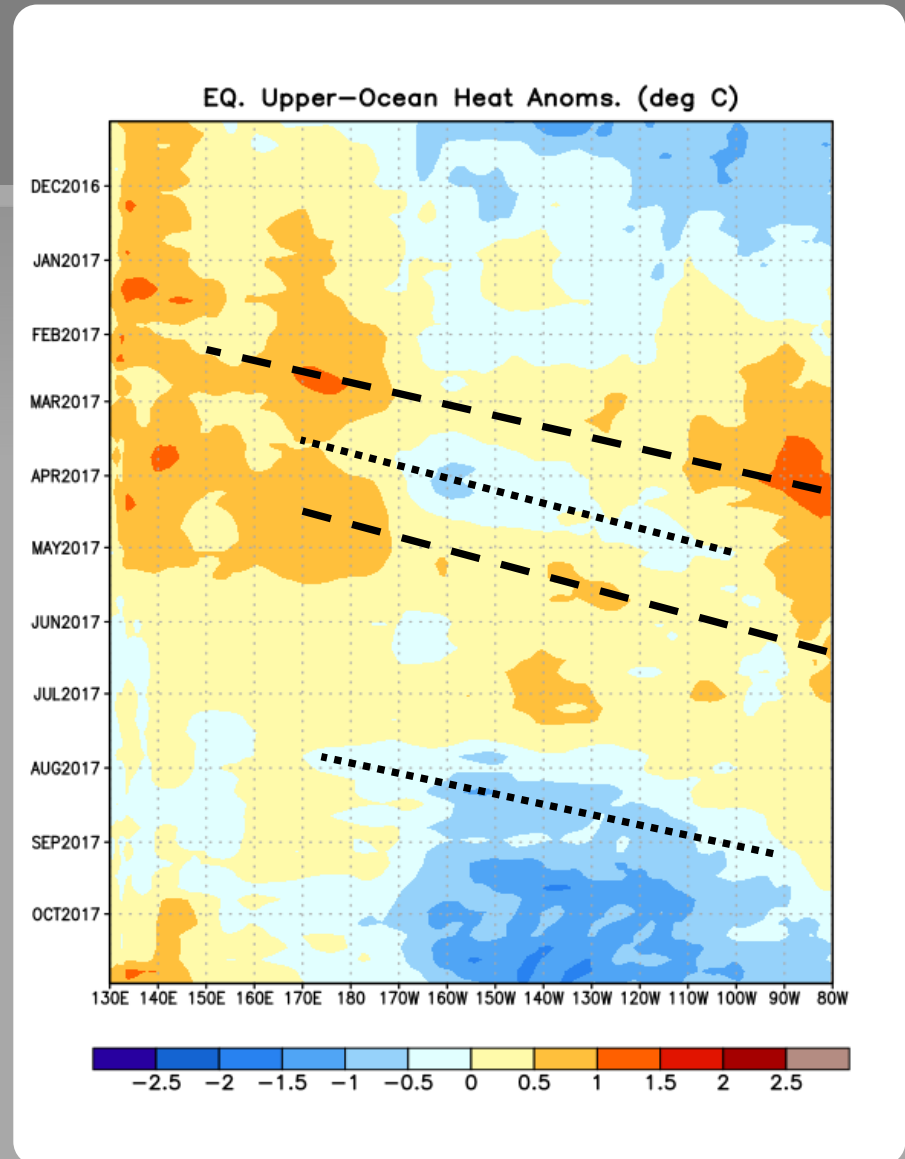 EQ. Upper-Ocean Heat Anoms. (deg C)
DEC2016
JAN2017
FEB2017
MAR2017
APR2017
MAY2017
JUN2017
JUL2017
AUG2017
SEP2017
OCT2017
130E 140E 150E 160E 170E 180 170W 160W 150W 140W 130W 120W 110W 100W 90W 80W
-2.5 -2 -1.5 -1 -0.5 0 0.5 1 1.5 2 2.5